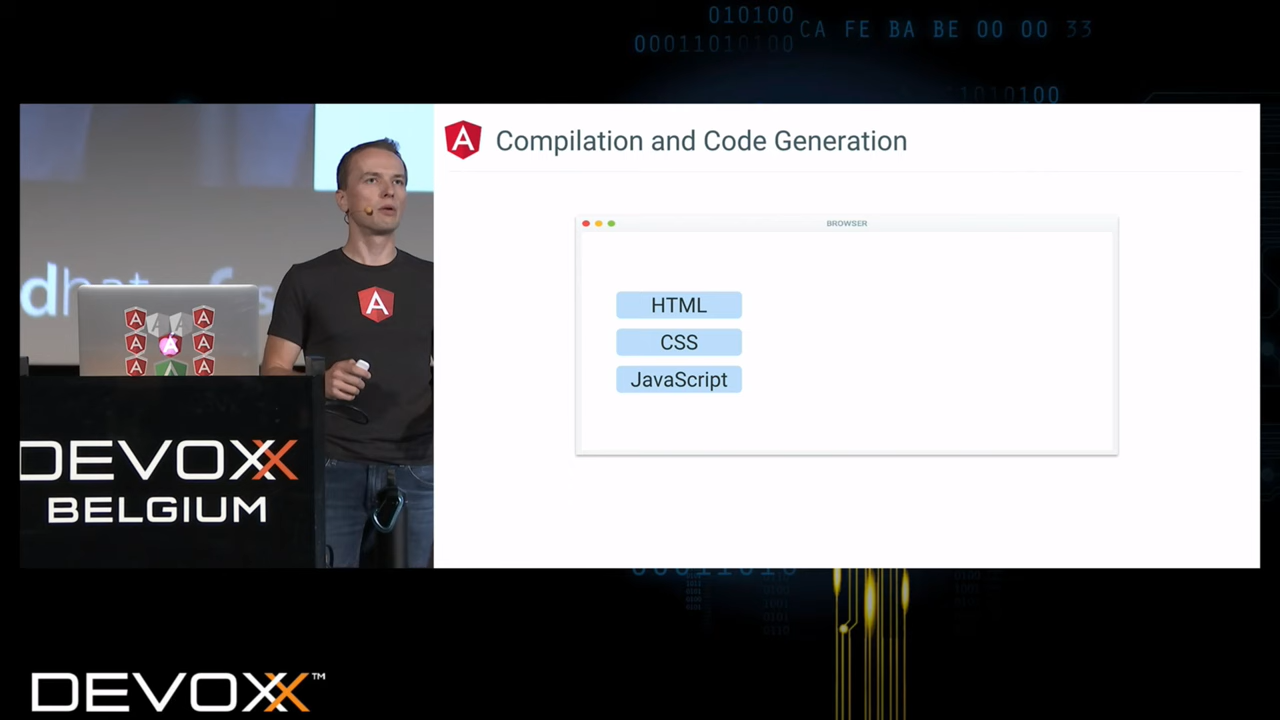 010100
00011010100
CA FE BA BE 00 00 33
1010100
Compilation and Code Generation
BROWSER
HTML
CSS
JavaScript
DEVOXX
BELGIUM
DEVOXX™